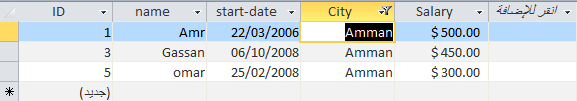 ID name start-date City Salary انقر للإضافة
1 Amr 22/03/2006 Amman $ 500.00
3 Gassan 06/10/2008 Amman $ 450.00
5 omar 25/02/2008 Amman $ 300.00
(جديد)